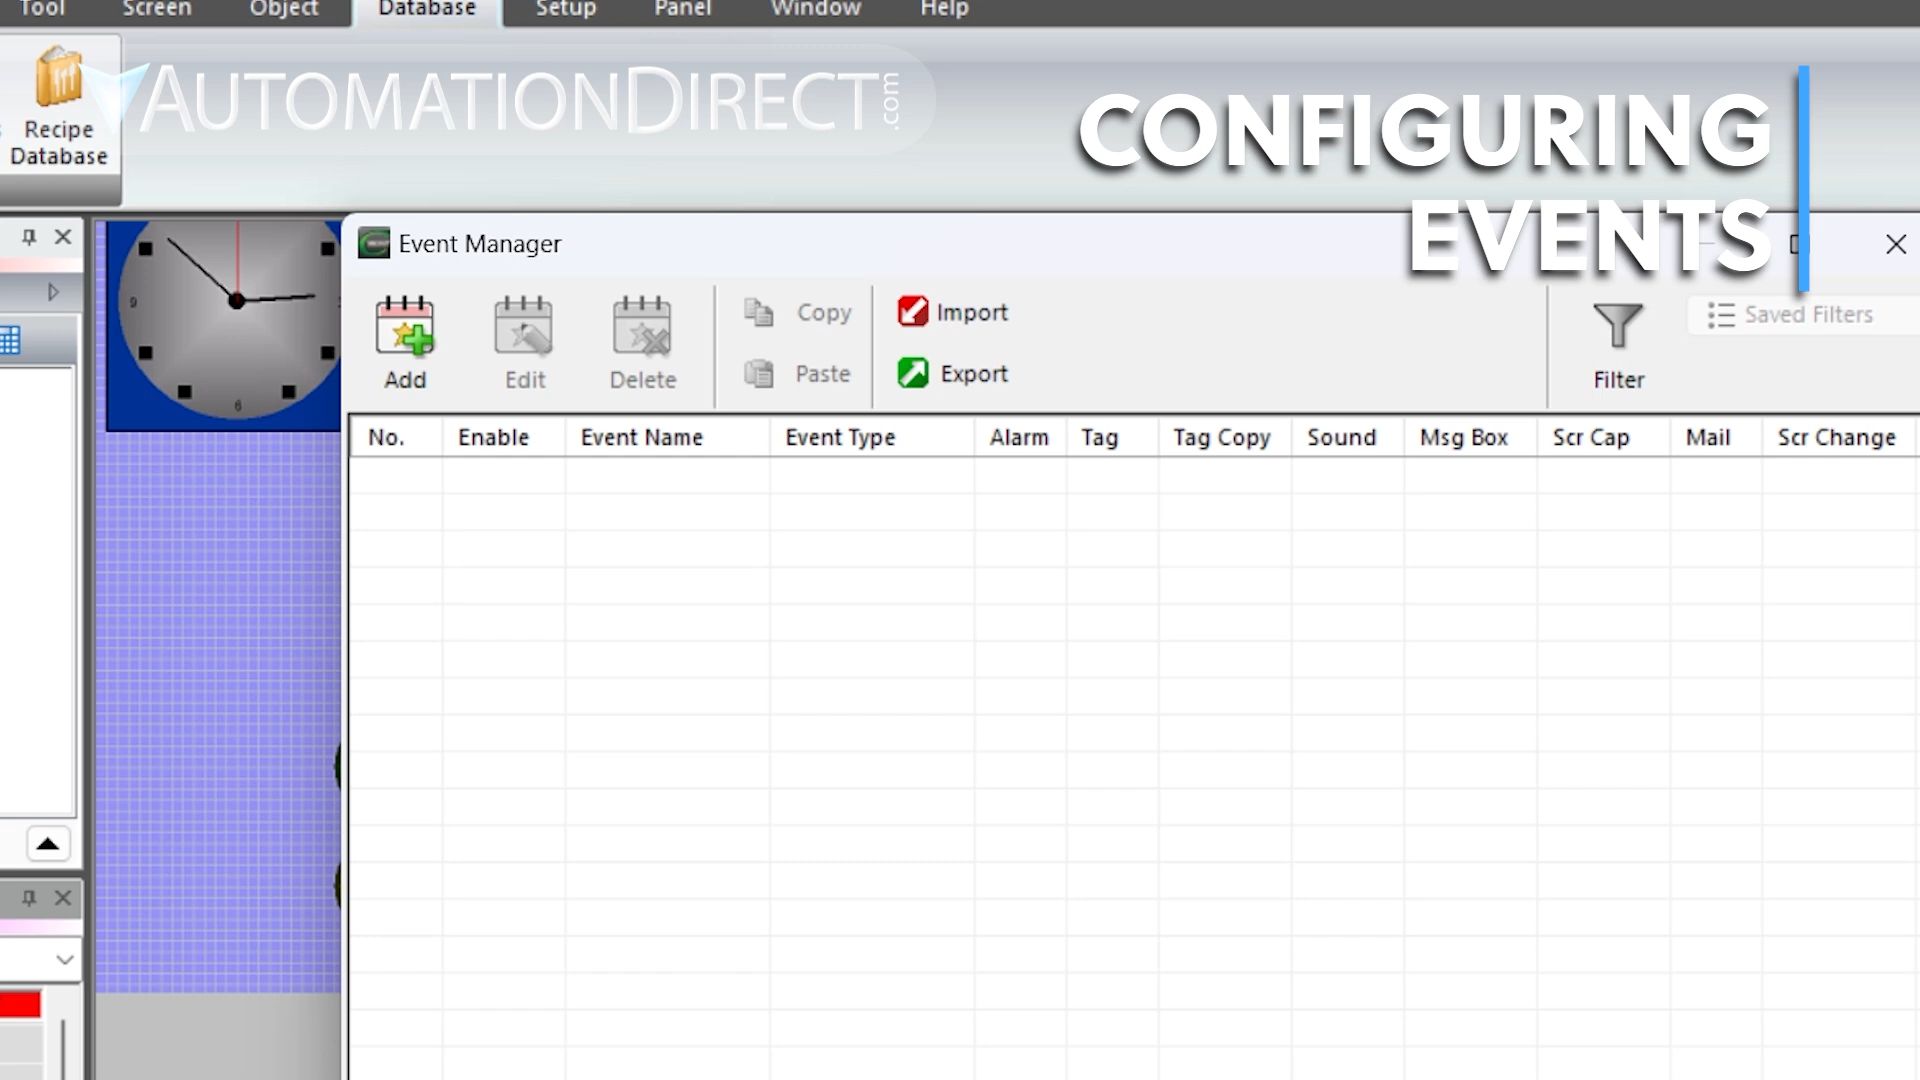 Tool Screen Object Database Setup Panel Window Help
AUTOMATIONDIRECT.com
CONFIGURING
EVENTS
Recipe
Database
Event Manager
Add Edit Delete
Copy
Paste
Import
Export
Filter
Saved Filters
No. Enable Event Name Event Type Alarm Tag Tag Copy Sound Msg Box Scr Cap Mail Scr Change
9
6